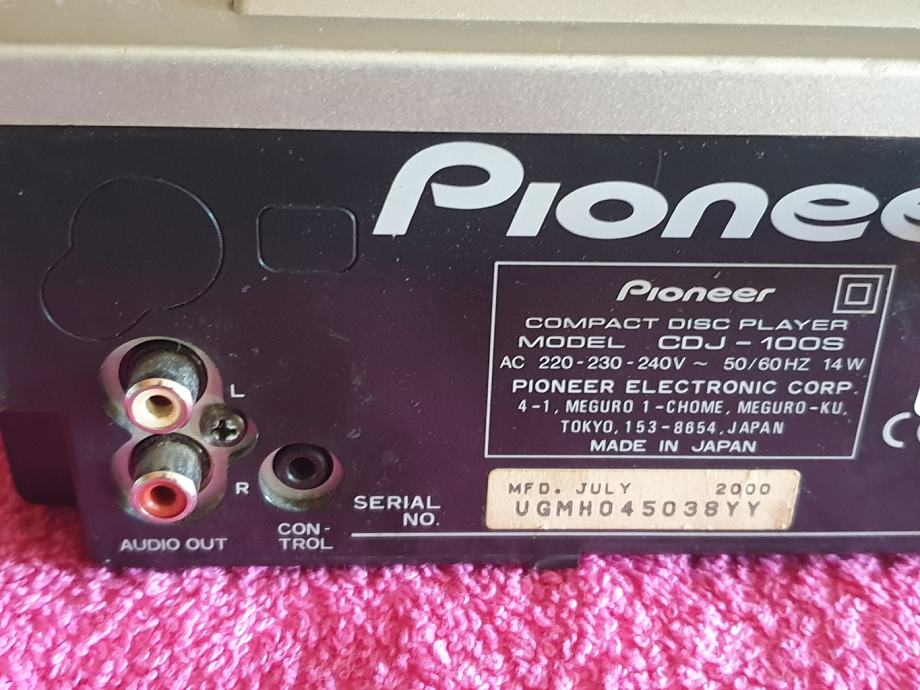 Pioneer
COMPACT DISC PLAYER
MODEL CDJ-100S
AC 220-230-240V ~ 50/60HZ 14W
PIONEER ELECTRONIC CORP.
4-1, MEGURO 1-CHOME, MEGURO-KU,
TOKYO, 153-8654, JAPAN
MADE IN JAPAN
L
R
AUDIO OUT
CON-
TROL
SERIAL
NO.
MFD. JULY 2000
UGMH045038YY